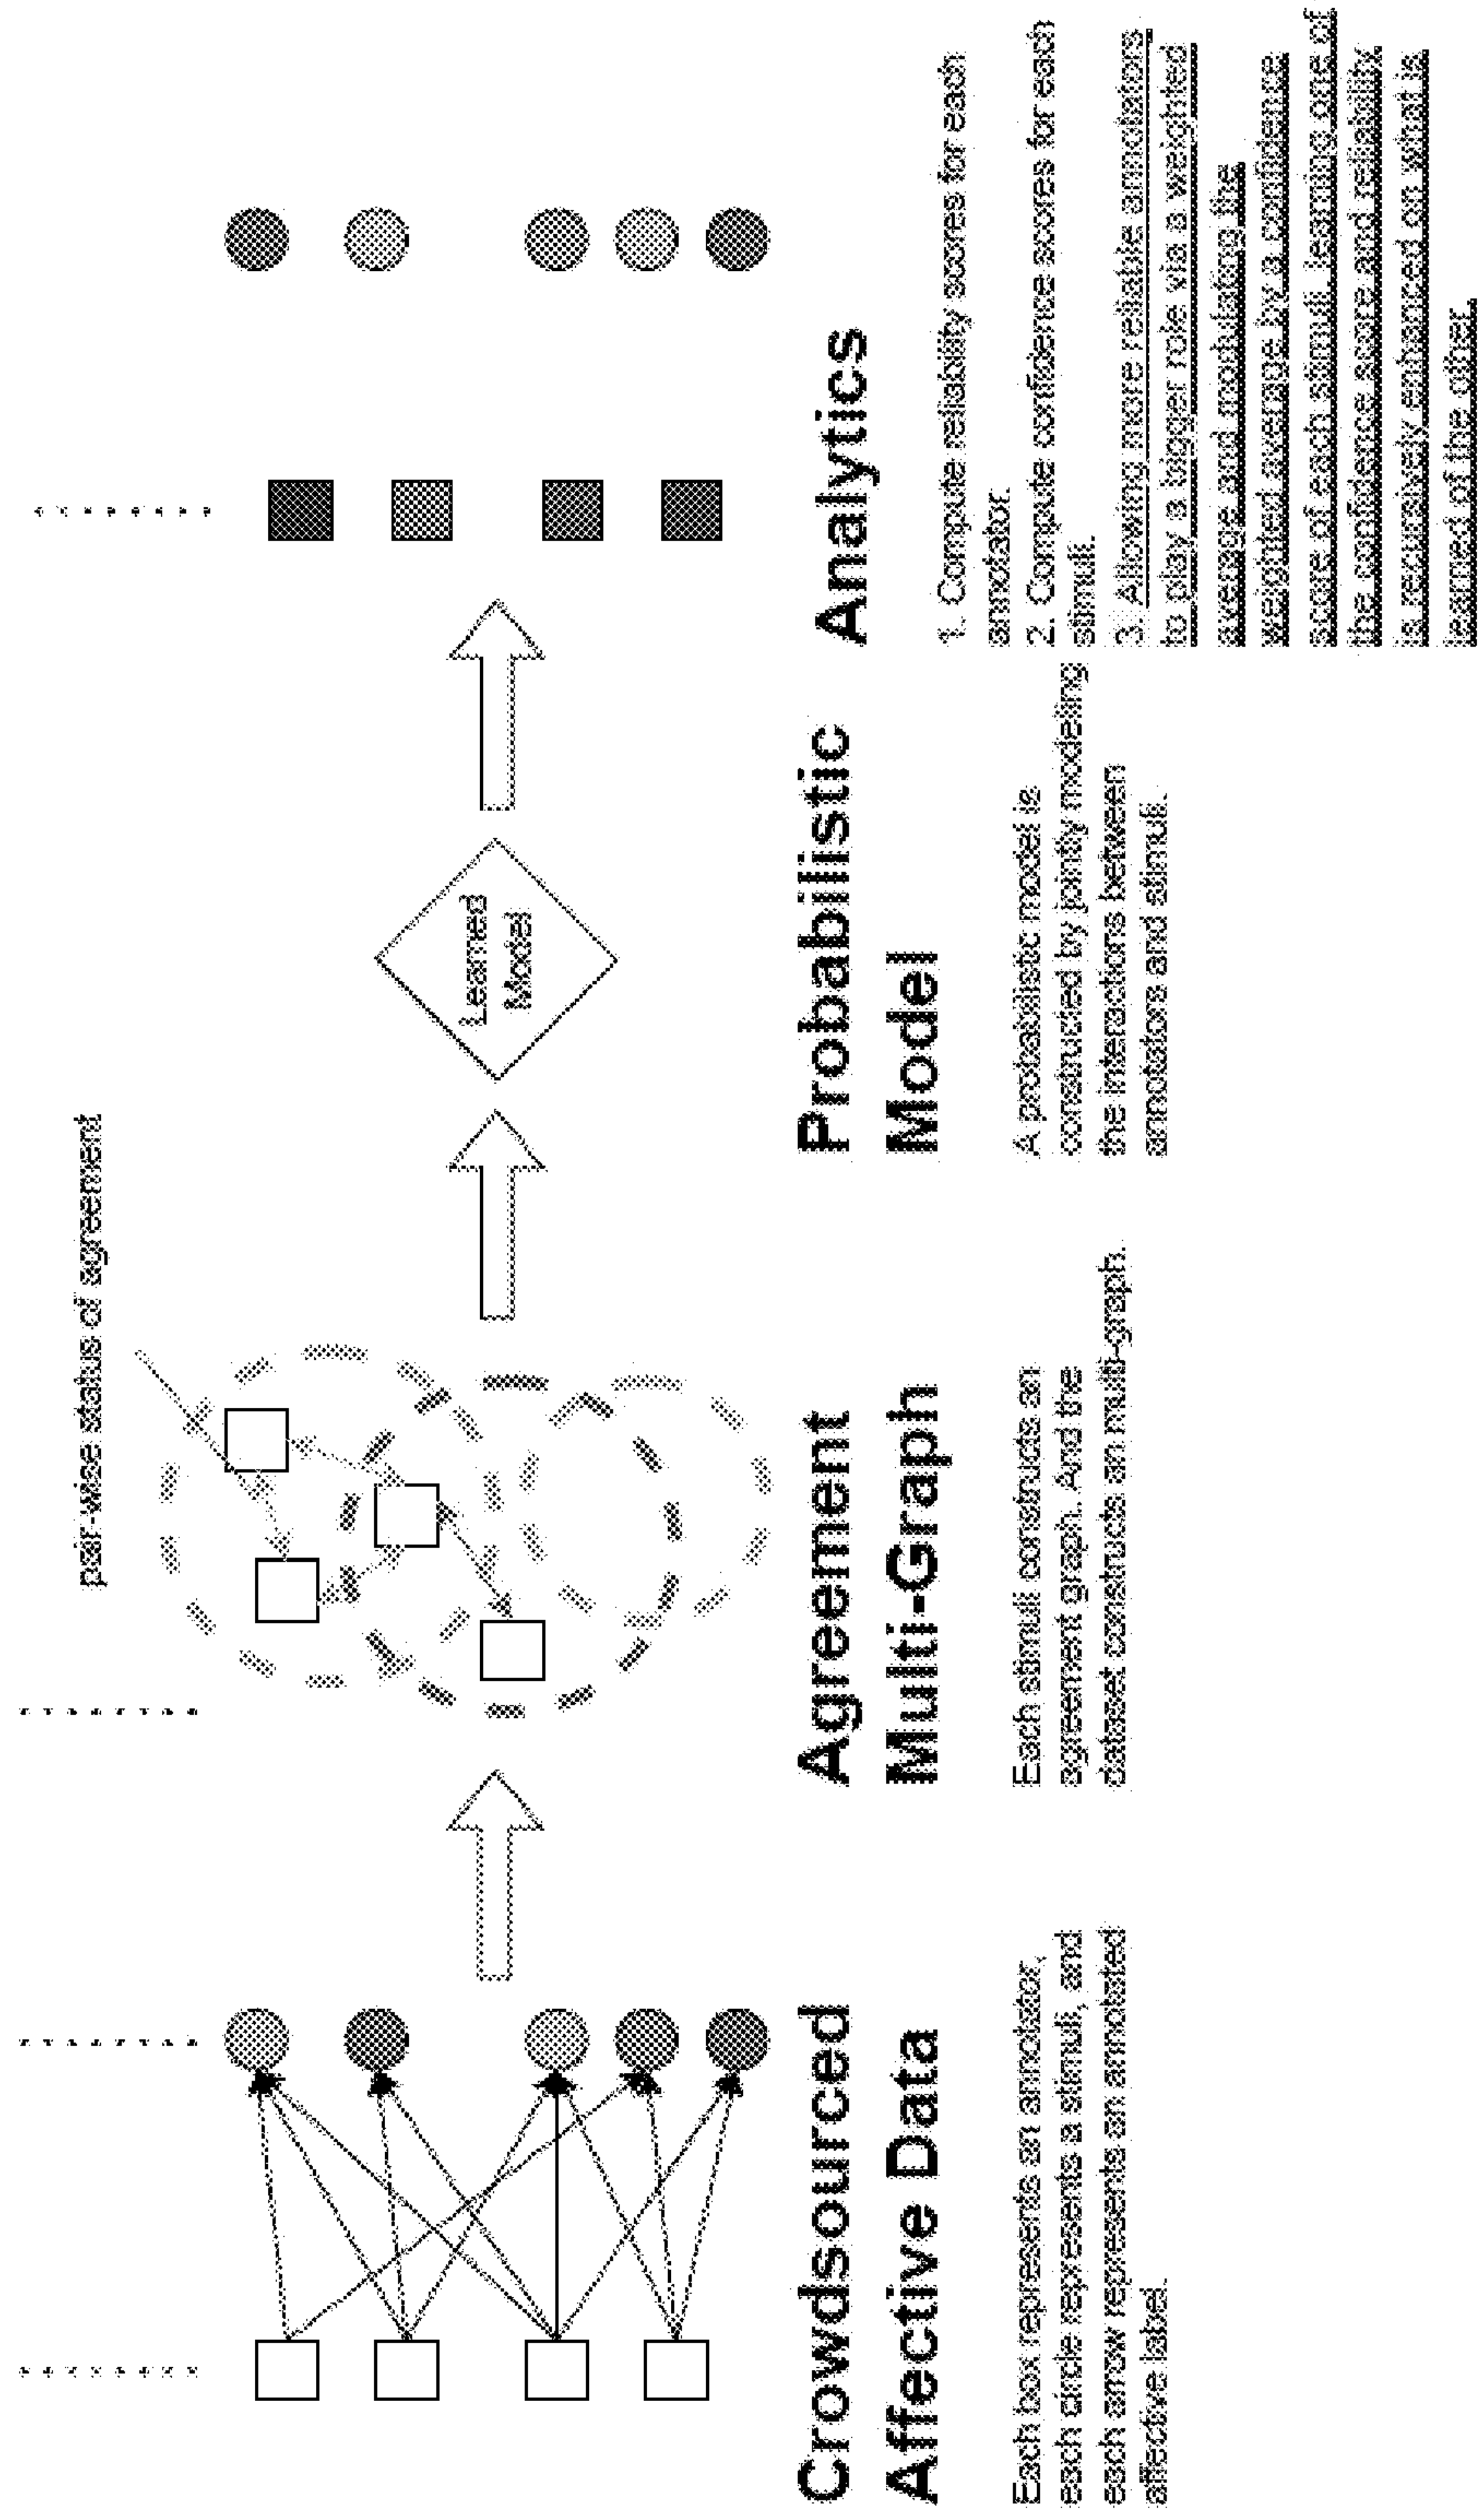 pair-wise status of agreement
Learned
Model
Crowdsourced
Affective Data
Each box represents an annotator,
each circle represents a stimuli, and
each arrow represents an annotated
affective label.
Agreement
Multi-Graph
Each stimuli constructs an
agreement graph. And the
dataset constructs an multi-graph.
Probabilistic
Model
A probabilistic model is
constructed by jointly modeling
the interactions between
annotators and stimuli.
Analytics
1. Compute reliability scores for each
annotator.
2. Compute confidence scores for each
stimuli.
3. Allowing more reliable annotators
to play a bigger role via a weighted
average and modulating the
weighted average by a confidence
score of each stimuli, learning one of
the confidence score and reliability
is recursively enhanced on what is
learned of the other.